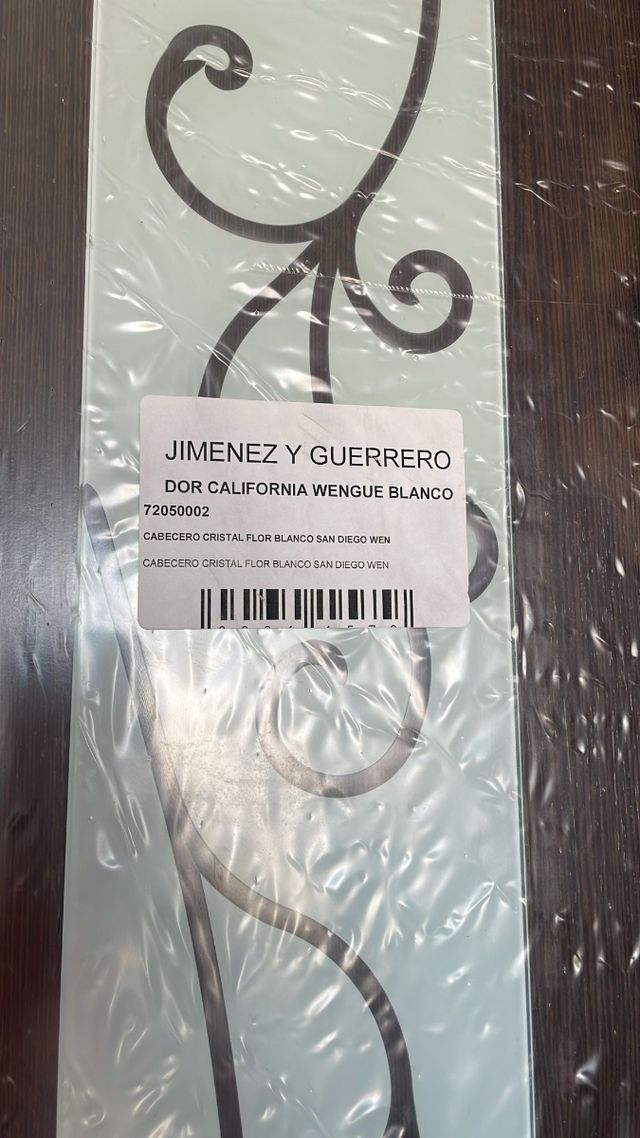 JIMENEZ Y GUERRERO
DOR CALIFORNIA WENGUE BLANCO
72050002
CABECERO CRISTAL FLOR BLANCO SAN DIEGO WEN
CABECERO CRISTAL FLOR BLANCO SAN DIEGO WEN